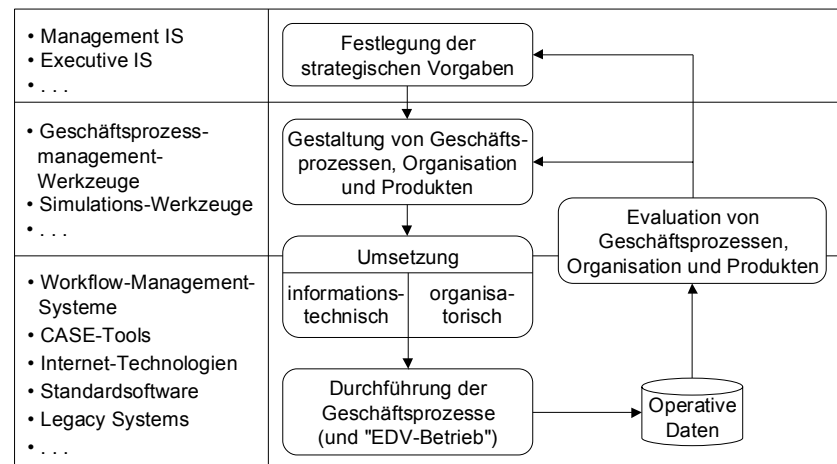 • Management IS
• Executive IS
• . . .
Festlegung der
strategischen Vorgaben
• Geschäftsprozess-
management-
Werkzeuge
• Simulations-Werkzeuge
• . . .
Gestaltung von Geschäfts-
prozessen, Organisation
und Produkten
Evaluation von
Geschäftsprozessen,
Organisation und Produkten
Umsetzung
informations-
technisch
organisa-
torisch
• Workflow-Management-
Systeme
• CASE-Tools
• Internet-Technologien
• Standardsoftware
• Legacy Systems
• . . .
Durchführung der
Geschäftsprozesse
(und "EDV-Betrieb")
Operative
Daten